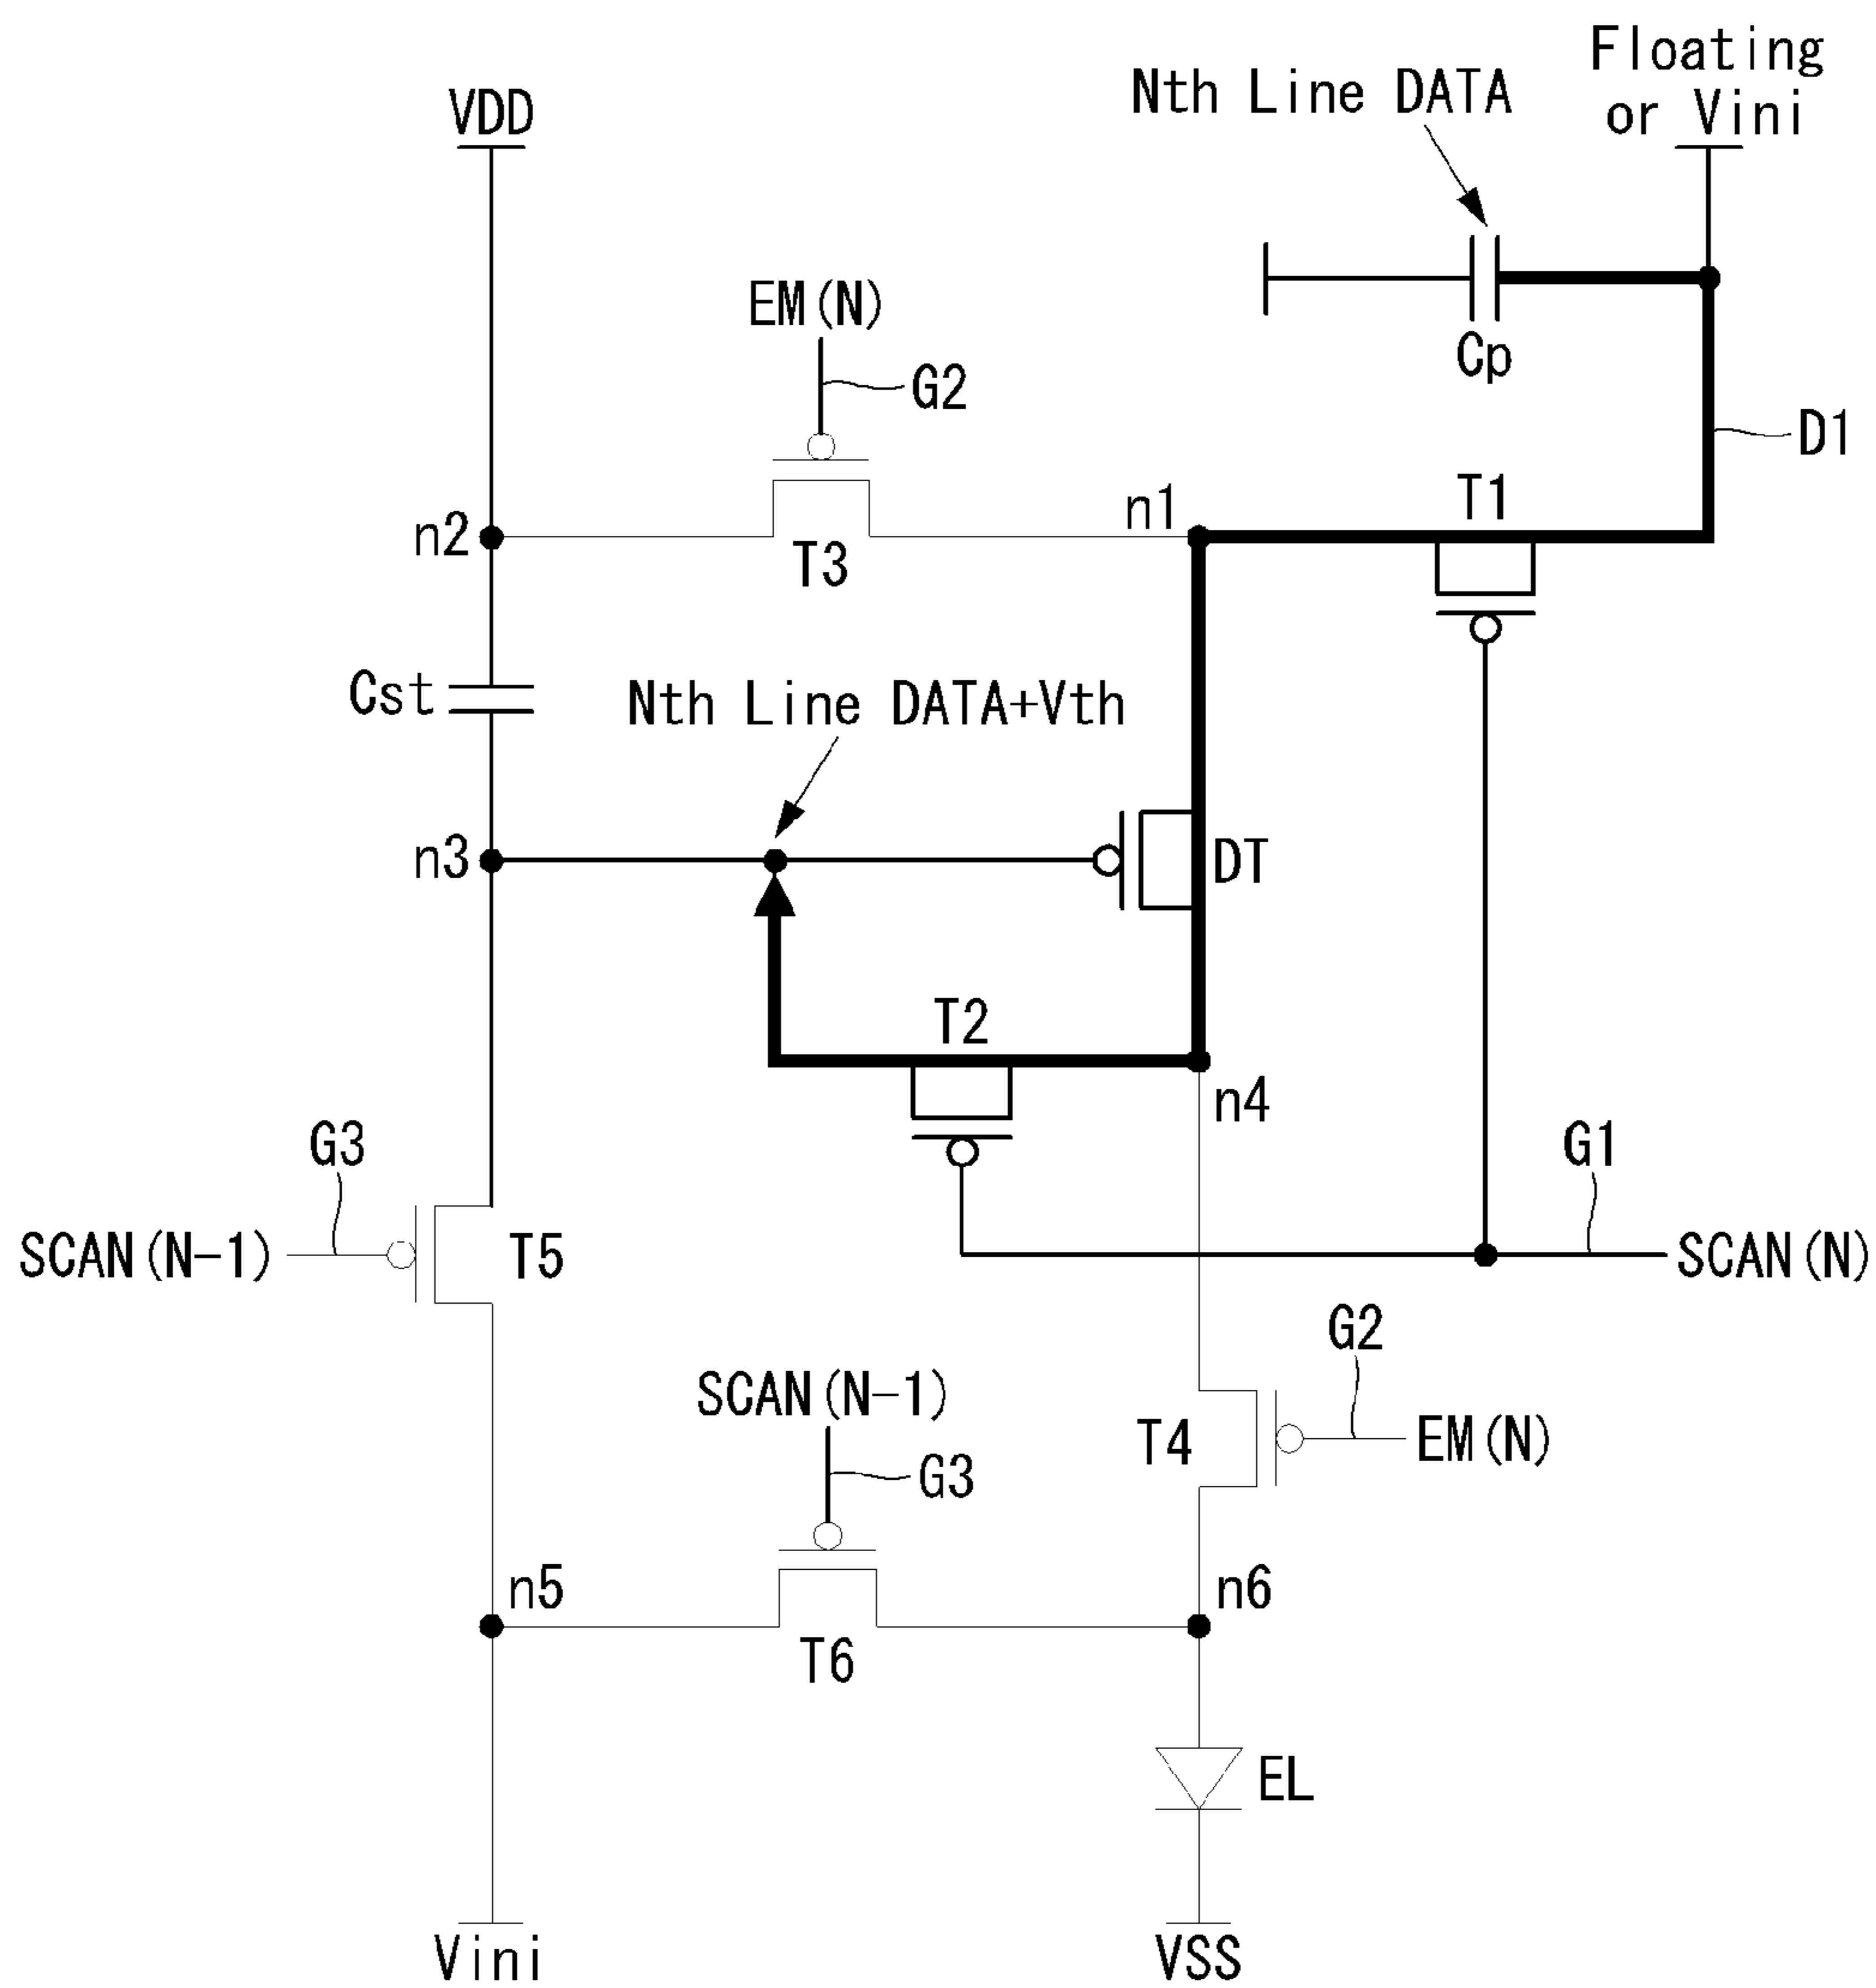 Floating
or Vini
Nth Line DATA
VDD
EM(N)
G2
Cp
D1
T1
n1
n2
T3
Cst
Nth Line DATA+Vth
n3
DT
T2
n4
G3
G1
SCAN(N-1)
T5
SCAN(N)
G2
SCAN(N-1)
T4
EM(N)
G3
n5
n6
T6
EL
Vini
VSS